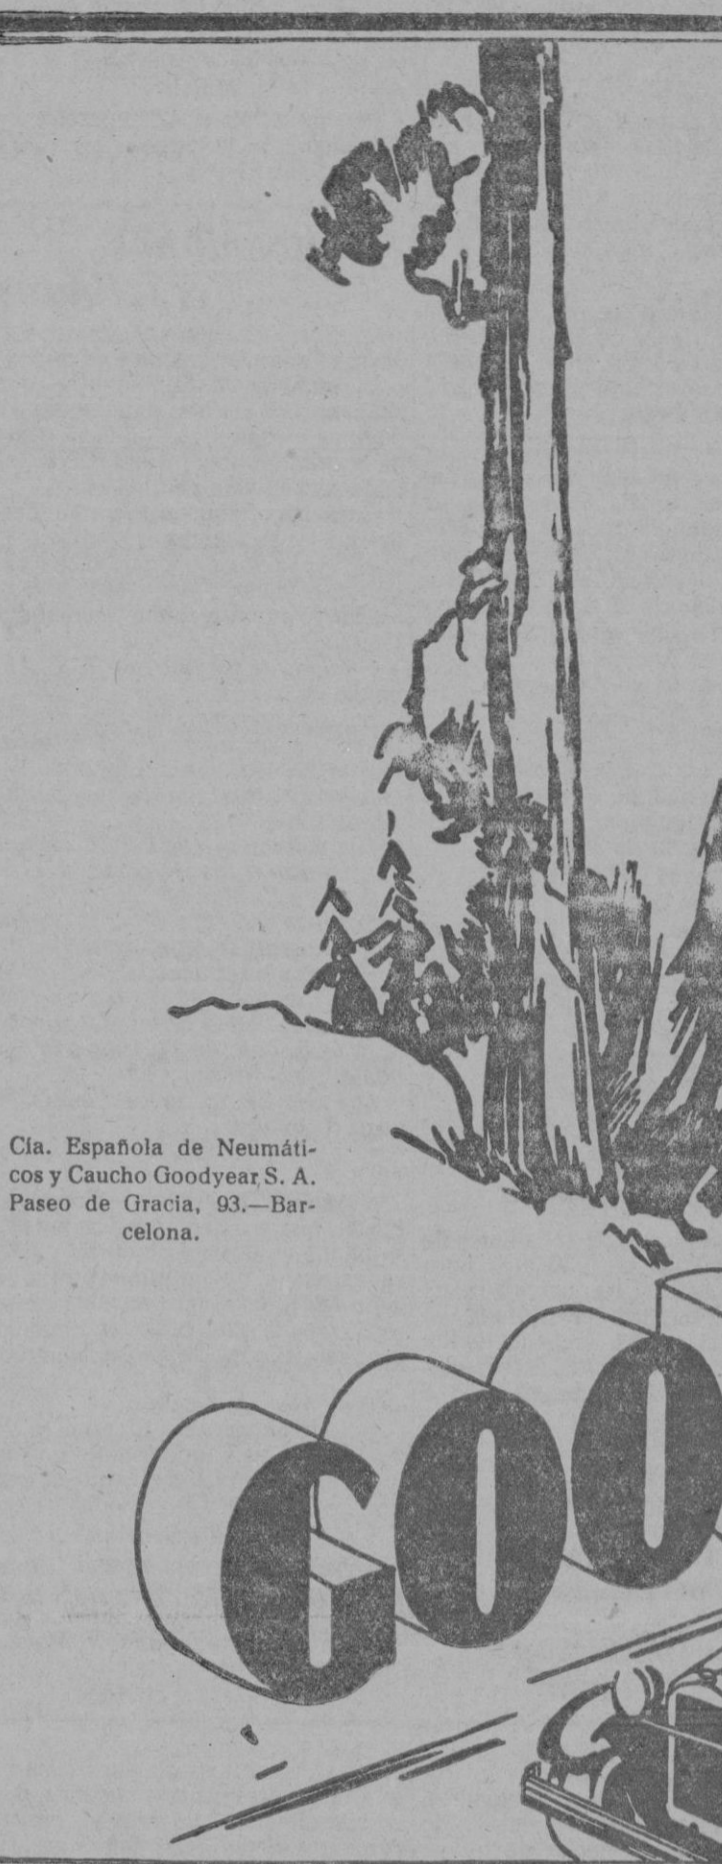 Cía. Española de Neumáti-
cos y Caucho Goodyear, S. A.
Paseo de Gracia, 93.—Bar-
celona.
GOO